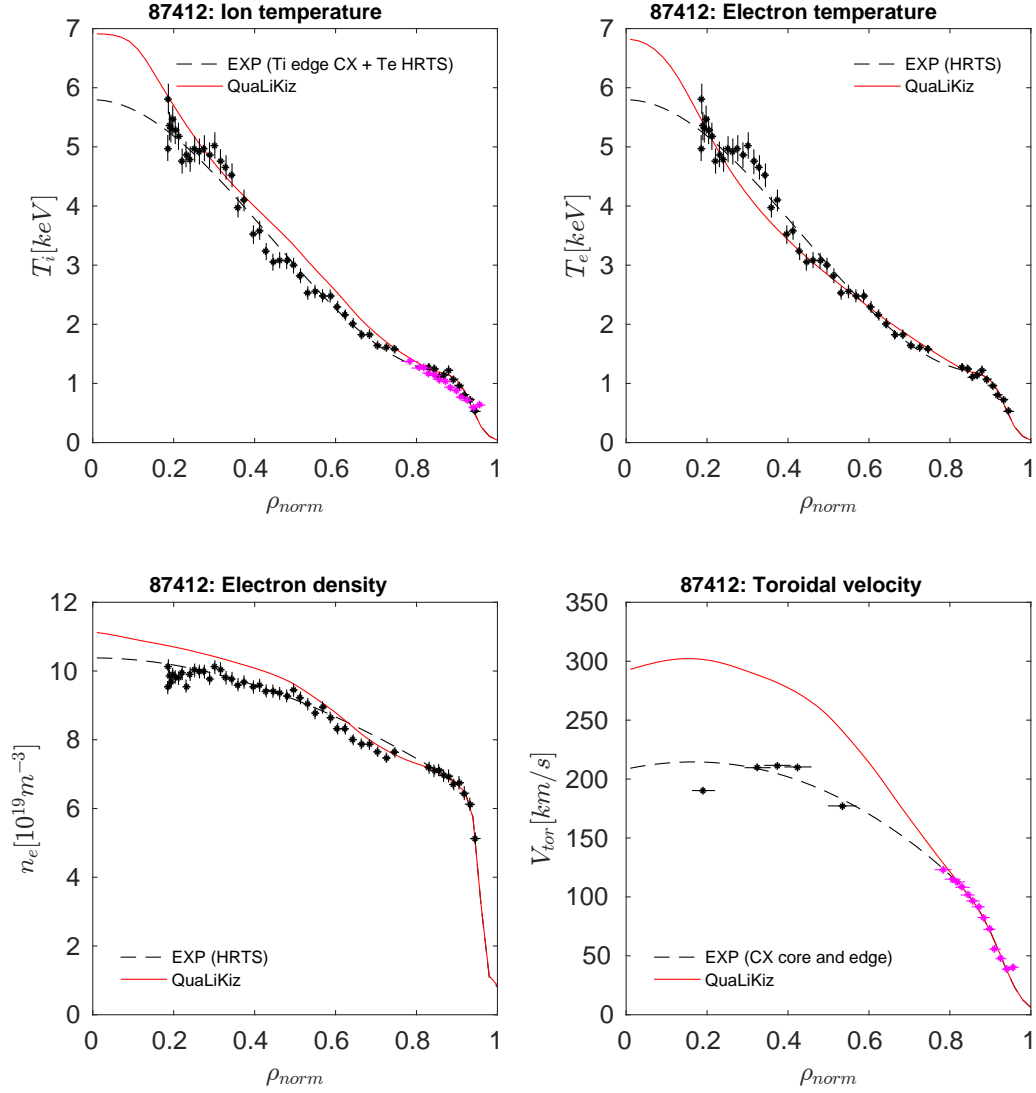 87412: Ion temperature
7
6
5
4
3
2
1
0
T_i[keV]
EXP (Ti edge CX + Te HRTS)
QuaLiKiz
0 0.2 0.4 0.6 0.8 1
ρ_norm
87412: Electron temperature
7
6
5
4
3
2
1
0
T_e[keV]
EXP (HRTS)
QuaLiKiz
0 0.2 0.4 0.6 0.8 1
ρ_norm
87412: Electron density
12
10
8
6
4
2
0
n_e[10^19 m^−3]
EXP (HRTS)
QuaLiKiz
0 0.2 0.4 0.6 0.8 1
ρ_norm
87412: Toroidal velocity
350
300
250
200
150
100
50
0
V_tor[km/s]
EXP (CX core and edge)
QuaLiKiz
0 0.2 0.4 0.6 0.8 1
ρ_norm